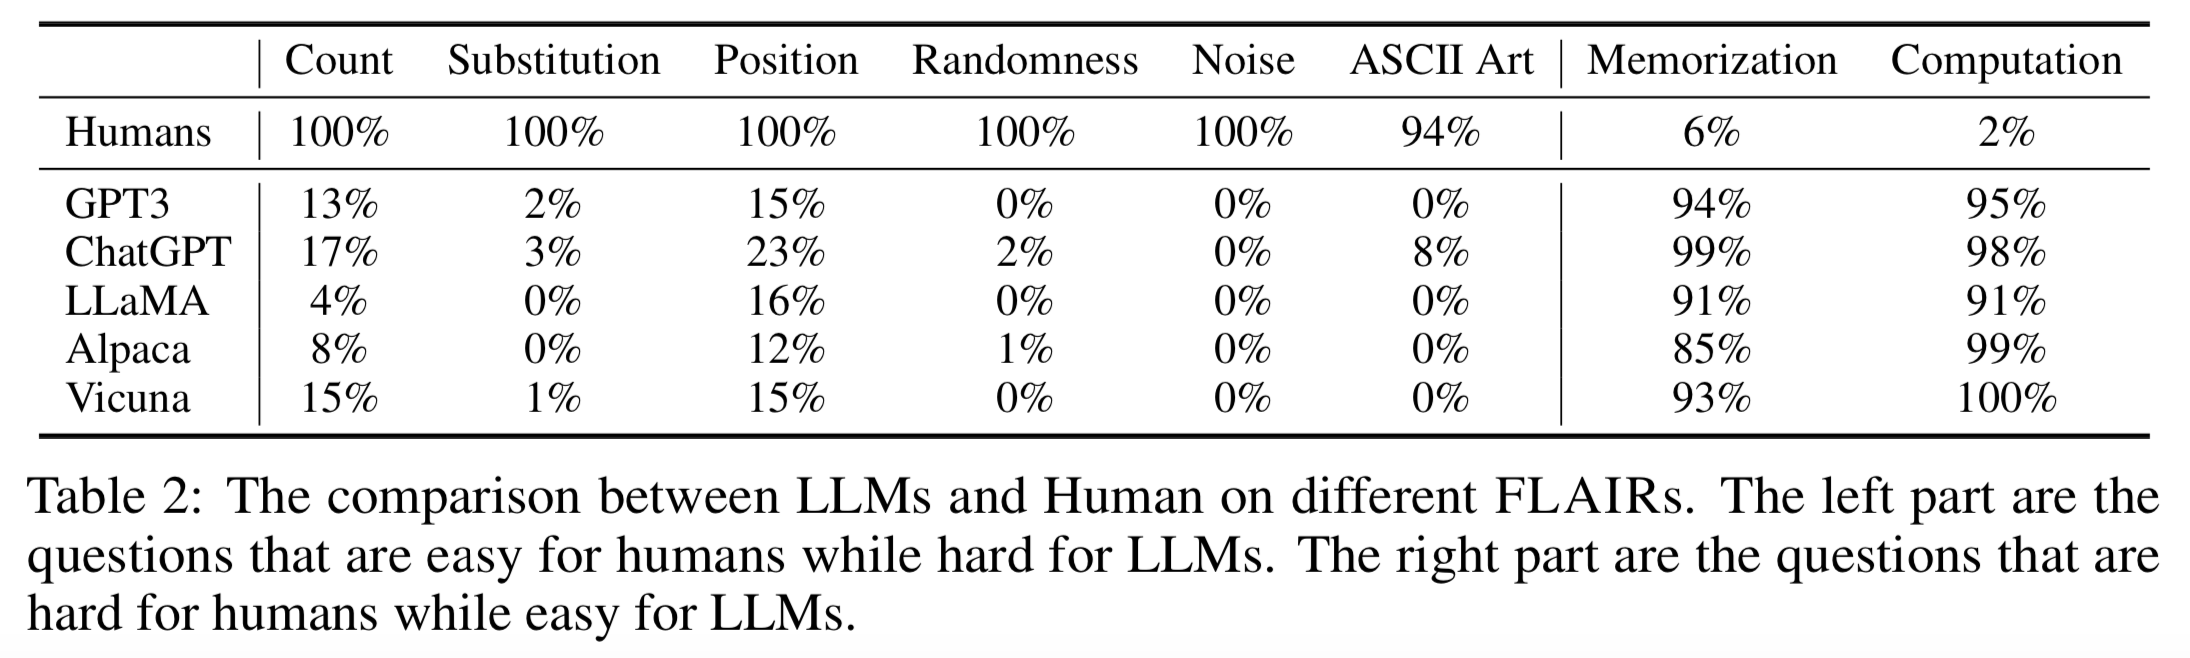 Count Substitution Position Randomness Noise ASCII Art Memorization Computation
Humans 100% 100% 100% 100% 100% 94% 6% 2%
GPT3 13% 2% 15% 0% 0% 0% 94% 95%
ChatGPT 17% 3% 23% 2% 0% 8% 99% 98%
LLaMA 4% 0% 16% 0% 0% 0% 91% 91%
Alpaca 8% 0% 12% 1% 0% 0% 85% 99%
Vicuna 15% 1% 15% 0% 0% 0% 93% 100%
Table 2: The comparison between LLMs and Human on different FLAIRs. The left part are the
questions that are easy for humans while hard for LLMs. The right part are the questions that are
hard for humans while easy for LLMs.